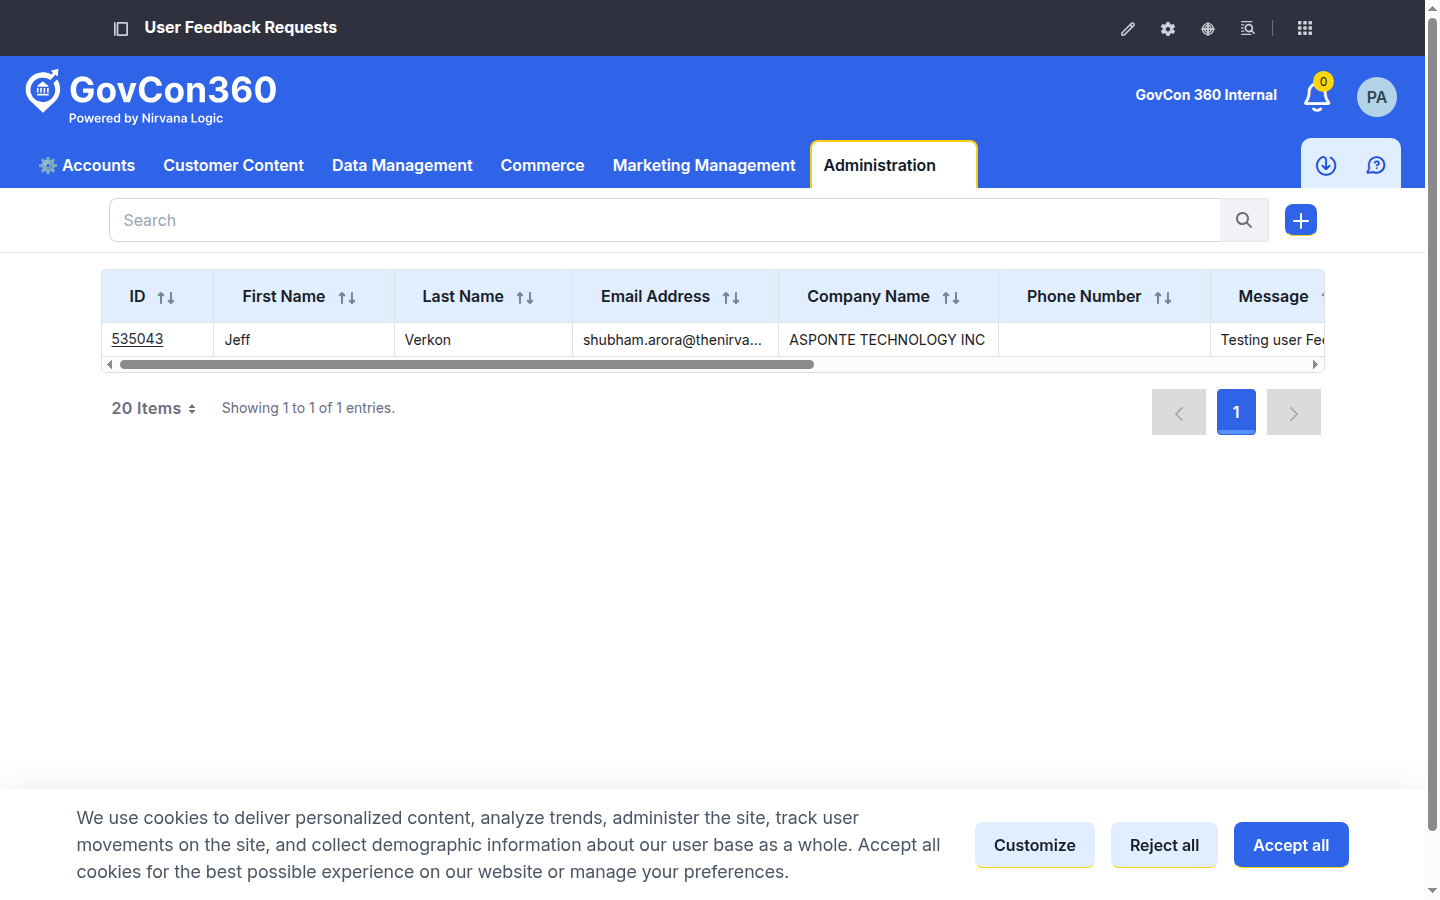 User Feedback Requests
GovCon360
Powered by Nirvana Logic
GovCon 360 Internal
0
PA
Accounts
Customer Content
Data Management
Commerce
Marketing Management
Administration
Search
ID
First Name
Last Name
Email Address
Company Name
Phone Number
Message
535043
Jeff
Verkon
shubham.arora@thenirva...
ASPONTE TECHNOLOGY INC
Testing user Fee
20 Items
Showing 1 to 1 of 1 entries.
1
We use cookies to deliver personalized content, analyze trends, administer the site, track user
movements on the site, and collect demographic information about our user base as a whole. Accept all
cookies for the best possible experience on our website or manage your preferences.
Customize
Reject all
Accept all